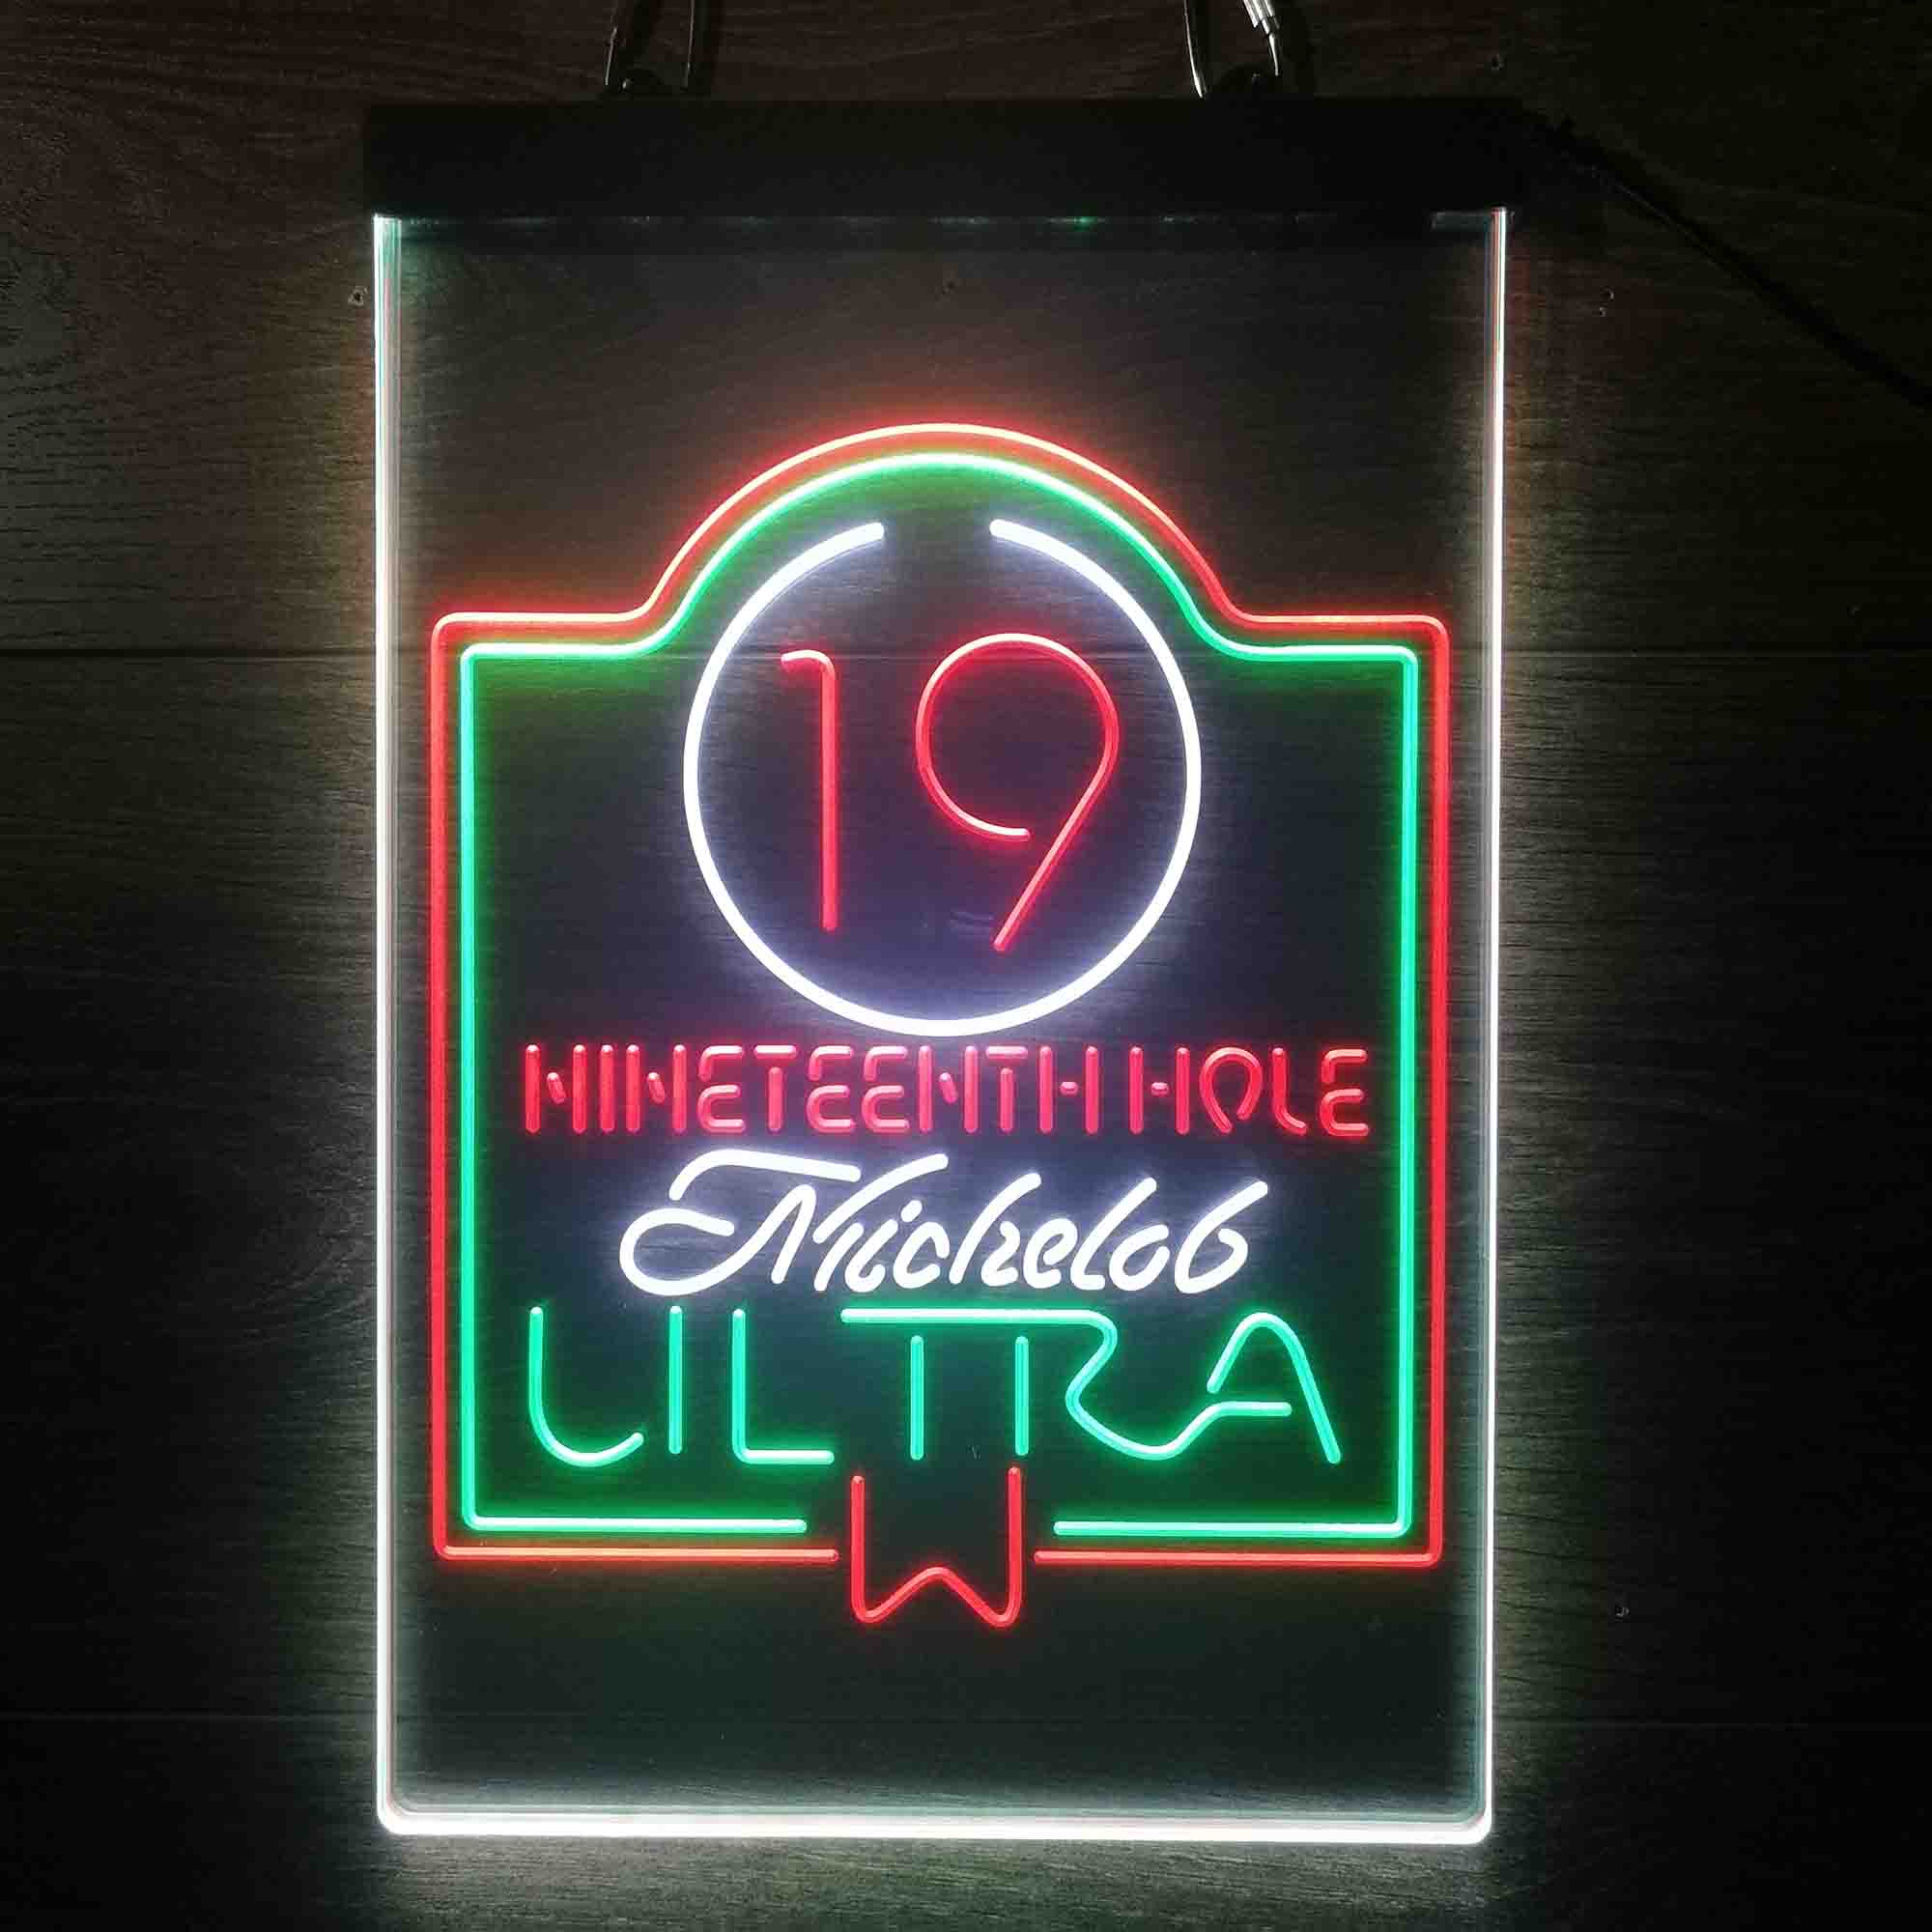 19
NINETEENTH HOLE
Michelob
ULTRA